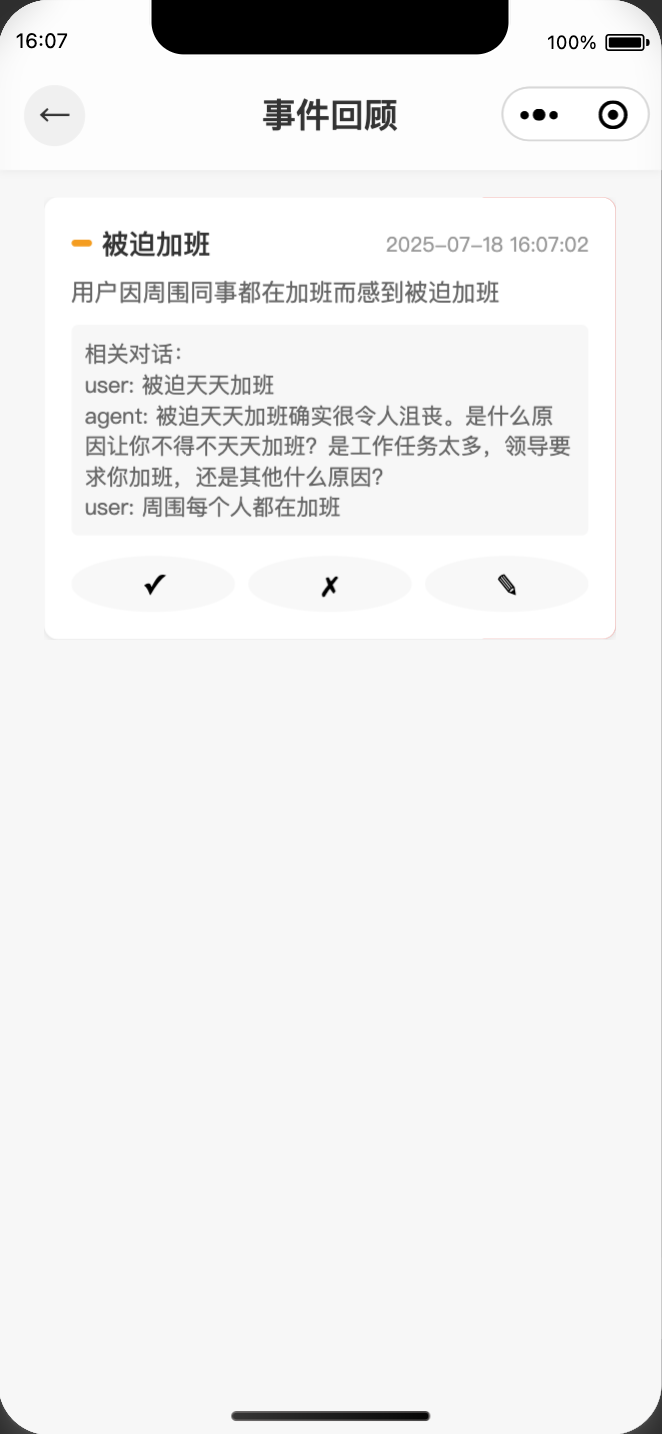 16:07
100%
事件回顾
被迫加班
2025-07-18 16:07:02
用户因周围同事都在加班而感到被迫加班
相关对话：
user: 被迫天天加班
agent: 被迫天天加班确实很令人沮丧。是什么原
因让你不得不天天加班？是工作任务太多，领导要
求你加班，还是其他什么原因？
user: 周围每个人都在加班